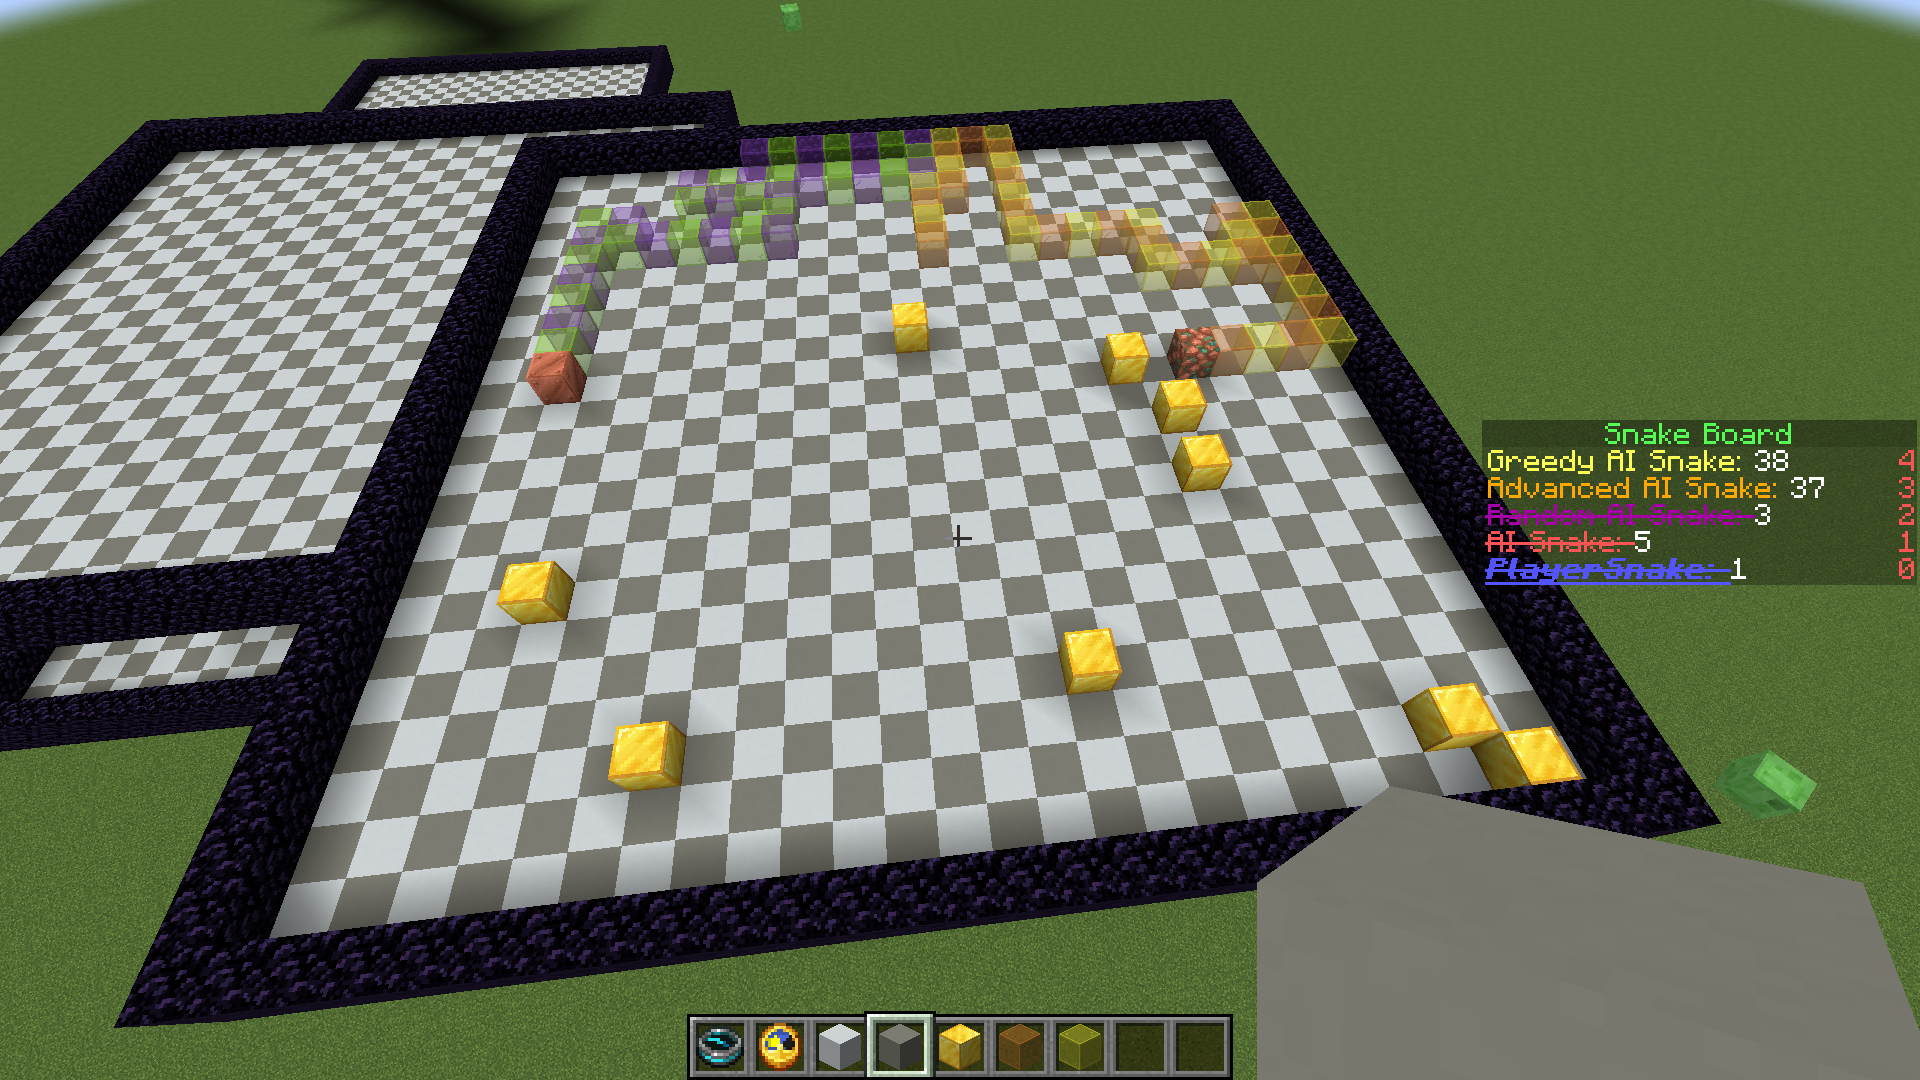 Snake Board
Greedy AI Snake: 38 4
Advanced AI Snake: 37 3
Random AI Snake: 3 2
AI Snake: 5 1
PlayerSnake: 1 0